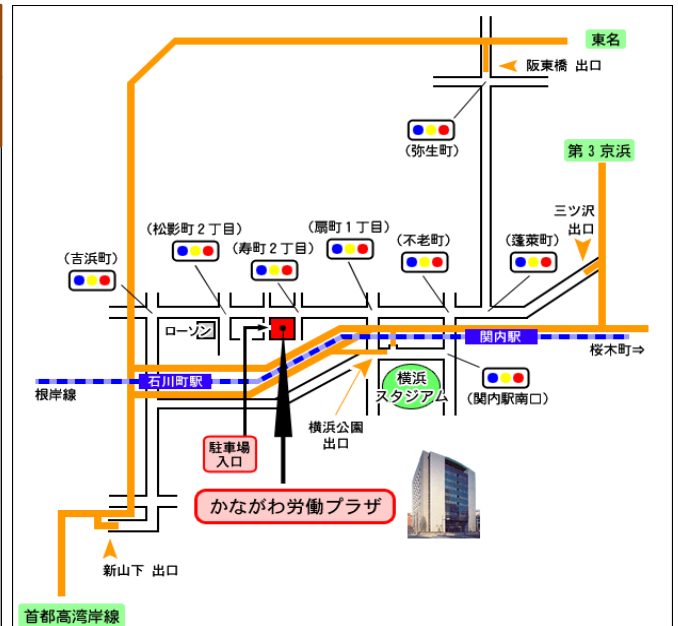 東名
阪東橋 出口
（弥生町）
第３京浜
三ツ沢
出口
（松影町２丁目）
（扇町１丁目）
（寿町２丁目）
（不老町）
（蓬莱町）
（吉浜町）
ローソン
関内駅
桜木町⇒
石川町駅
根岸線
横浜
スタジアム
（関内駅南口）
横浜公園
出口
駐車場
入口
かながわ労働プラザ
新山下 出口
首都高湾岸線